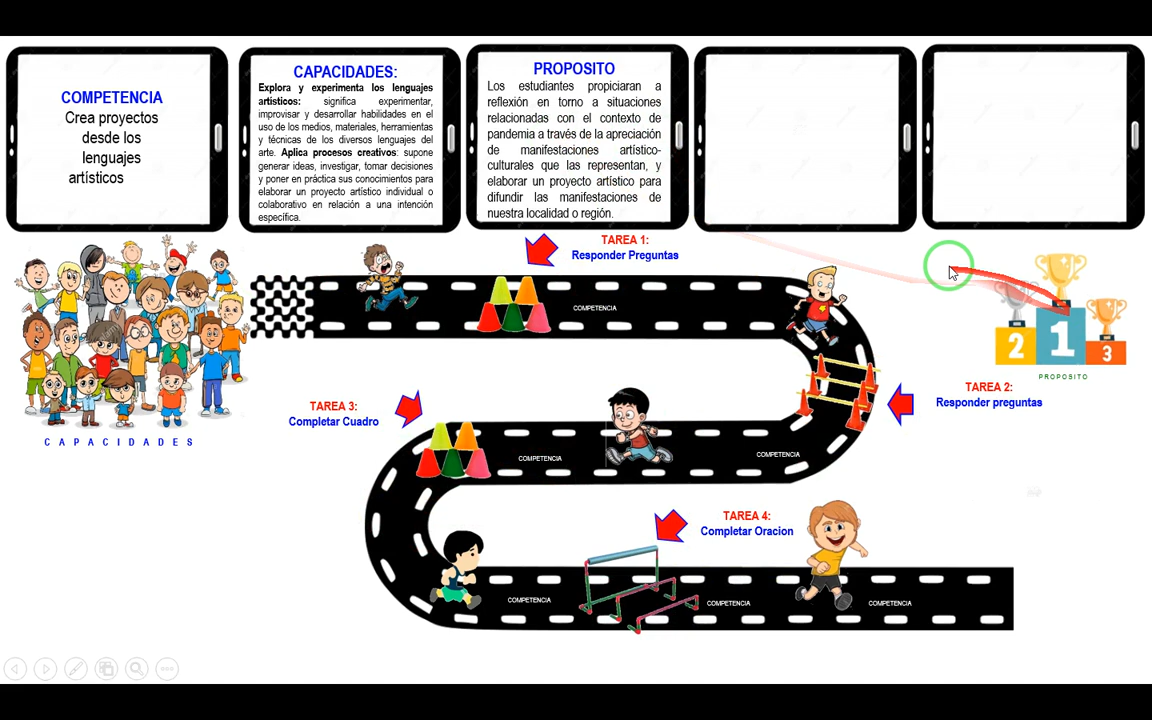 COMPETENCIA
Crea proyectos
desde los
lenguajes
artísticos
CAPACIDADES:
Explora y experimenta los lenguajes
artisticos: significa experimentar,
improvisar y desarrollar habilidades en el
uso de los medios, materiales, herramientas
y técnicas de los diversos lenguajes del
arte. Aplica procesos creativos: supone
generar ideas, investigar, tomar decisiones
y poner en práctica sus conocimientos para
elaborar un proyecto artístico individual o
colaborativo en relación a una intención
específica.
PROPOSITO
Los estudiantes propiciaran a
reflexión en torno a situaciones
relacionadas con el contexto de
pandemia a través de la apreciación
de manifestaciones artístico-
culturales que las representan, y
elaborar un proyecto artístico para
difundir las manifestaciones de
nuestra localidad o región.
TAREA 1:
Responder Preguntas
COMPETENCIA
2
1
3
PROPOSITO
TAREA 2:
Responder preguntas
TAREA 3:
Completar Cuadro
CAPACIDADES
COMPETENCIA
COMPETENCIA
TAREA 4:
Completar Oracion
COMPETENCIA
COMPETENCIA
COMPETENCIA